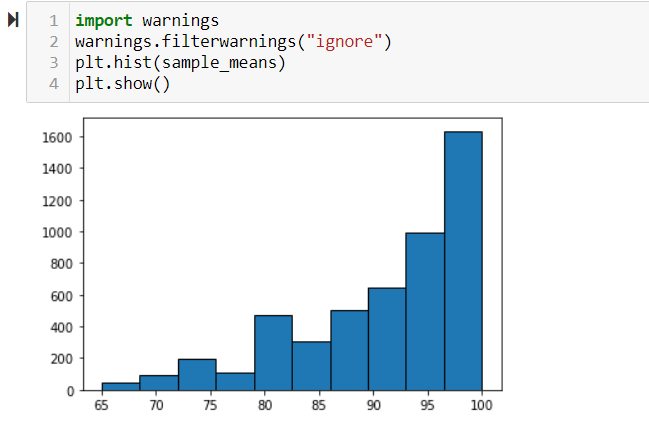 1 import warnings
2 warnings.filterwarnings("ignore")
3 plt.hist(sample_means)
4 plt.show()
1600
1400
1200
1000
800
600
400
200
0
65 70 75 80 85 90 95 100